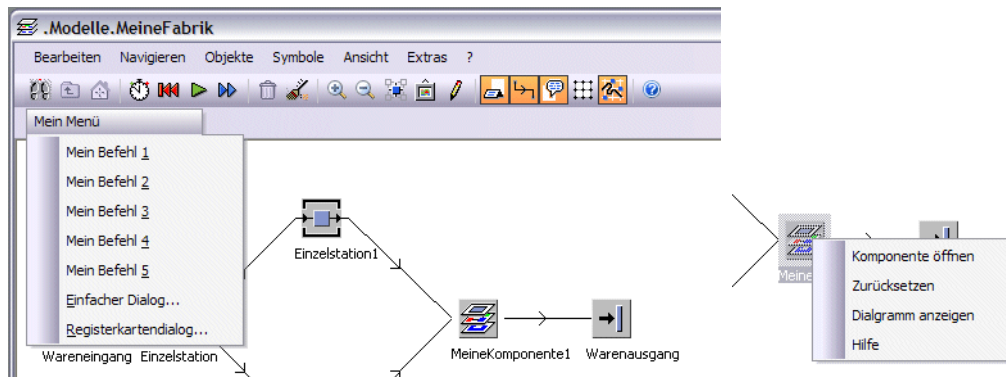 .Modelle.MeineFabrik
Bearbeiten Navigieren Objekte Symbole Ansicht Extras ?
Mein Menü
Mein Befehl 1
Mein Befehl 2
Mein Befehl 3
Mein Befehl 4
Mein Befehl 5
Einfacher Dialog...
Registerkartendialog...
Wareneingang Einzelstation
Einzelstation1
MeineKomponente1 Warenausgang
Meine
Komponente öffnen
Zurücksetzen
Dialgramm anzeigen
Hilfe